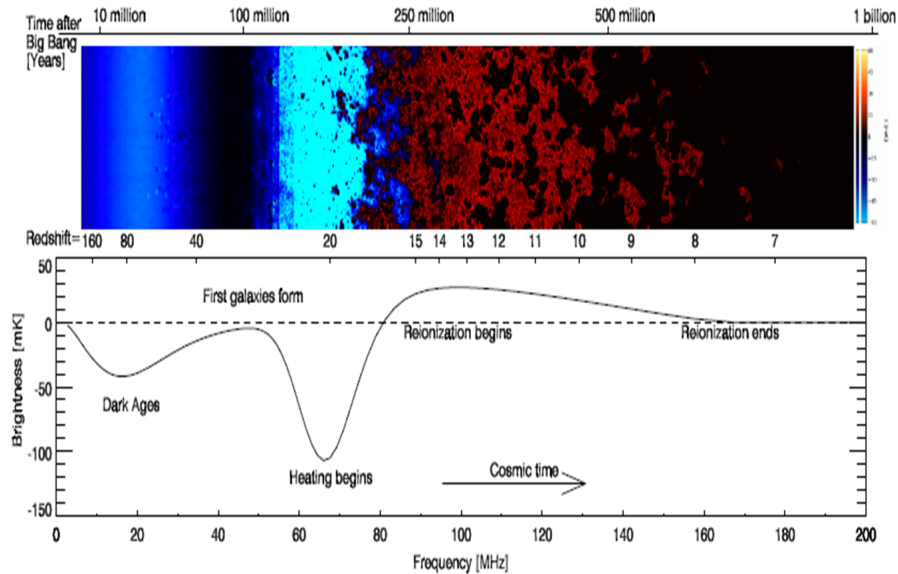 Time after
Big Bang
[Years]
10 million 100 million 250 million 500 million 1 billion
Redshift= 160 80 40 20 15 14 13 12 11 10 9 8 7
50
0
-50
-100
-150
Brightness [mK]
First galaxies form
Reionization begins
Reionization ends
Dark Ages
Heating begins
Cosmic time
0 20 40 60 80 100 120 140 160 180 200
Frequency [MHz]